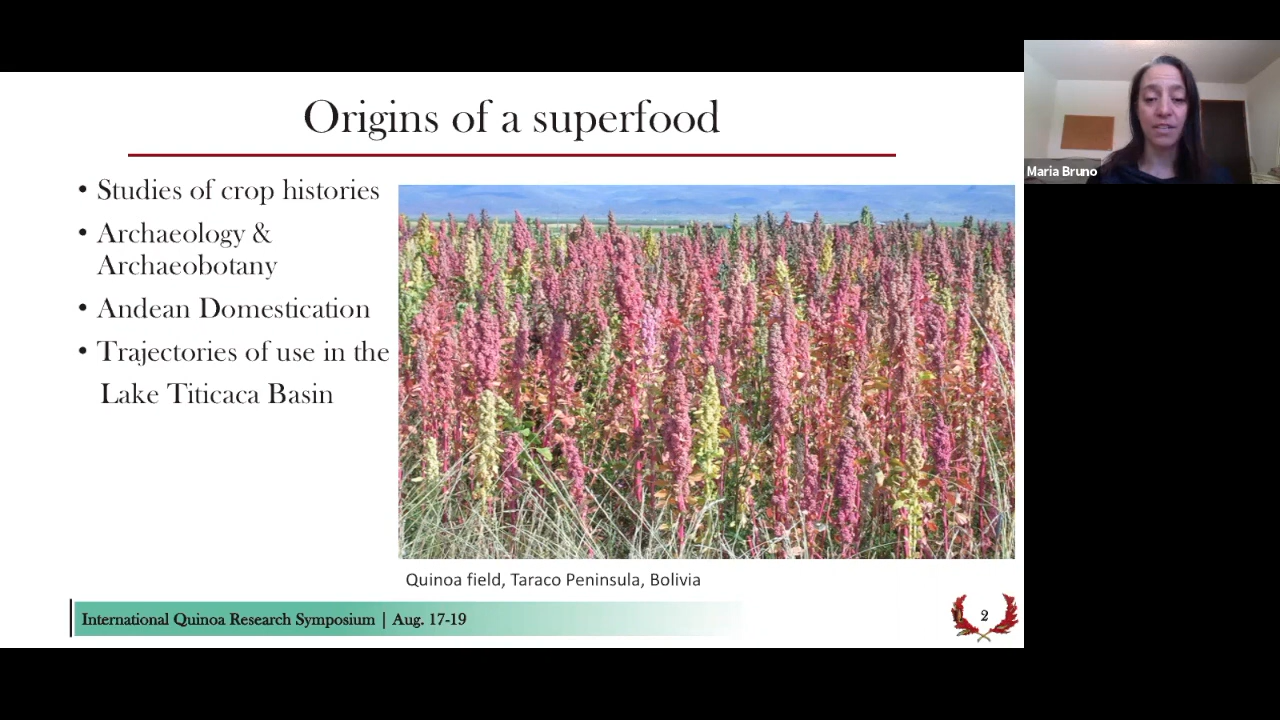 Origins of a superfood
• Studies of crop histories
• Archaeology &
Archaeobotany
• Andean Domestication
• Trajectories of use in the
Lake Titicaca Basin
Quinoa field, Taraco Peninsula, Bolivia
International Quinoa Research Symposium | Aug. 17-19
2
Maria Bruno